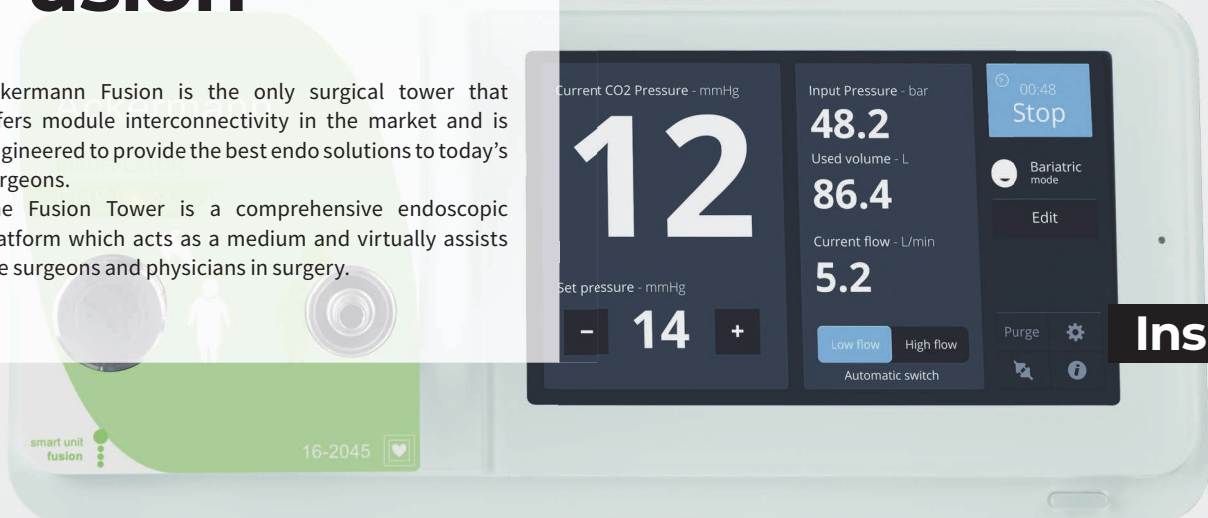 usion
kermann Fusion is the only surgical tower that
fers module interconnectivity in the market and is
gineered to provide the best endo solutions to today's
rgeons.
e Fusion Tower is a comprehensive endoscopic
atform which acts as a medium and virtually assists
e surgeons and physicians in surgery.
Ackermann
Current CO2 Pressure - mmHg
12
Set pressure - mmHg
- 14 +
Input Pressure - bar
48.2
Used volume - L
86.4
Current flow - L/min
5.2
Low flow High flow
Automatic switch
00:48
Stop
Bariatric
mode
Edit
Purge
Ins
smart unit
fusion
16-2045